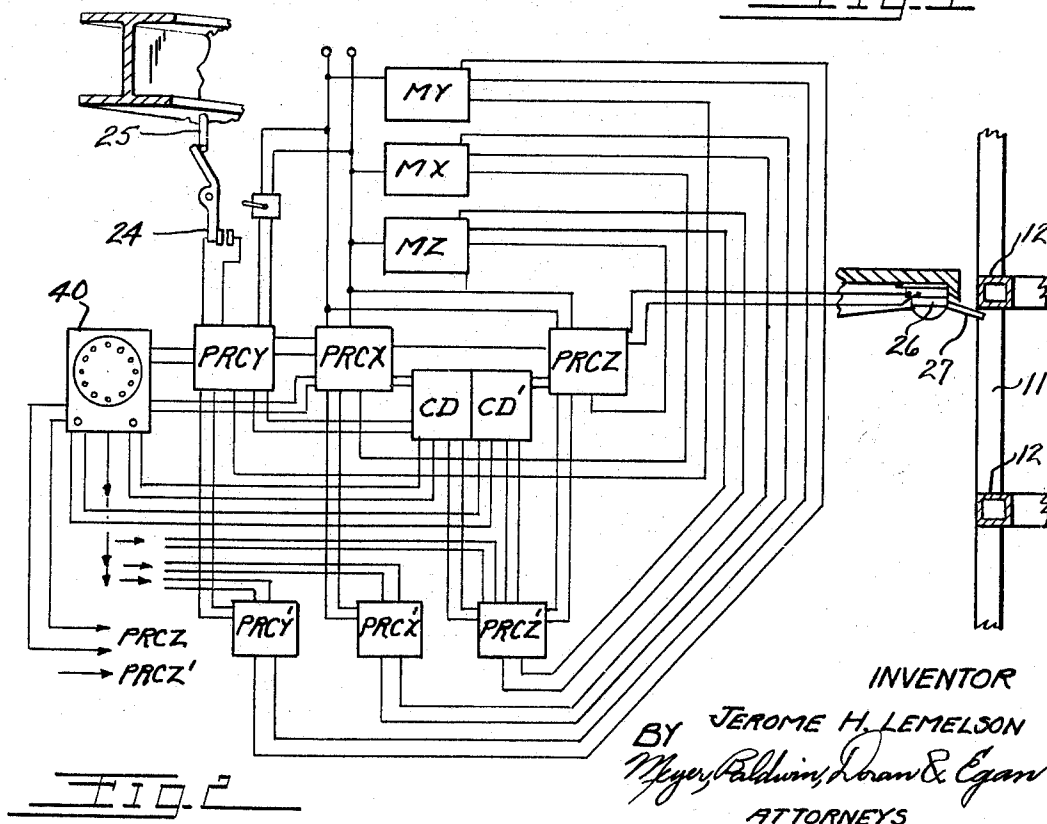 25
24
40
MY
MX
MZ
PRCY
PRCX
PRCZ
CD
CD'
26
27
12
11
12
PRCY'
PRCX'
PRCZ'
PRCZ
PRCZ'
INVENTOR
JEROME H. LEMELSON
BY
Meyer, Baldwin, Doran & Egan
ATTORNEYS
Fig. 2